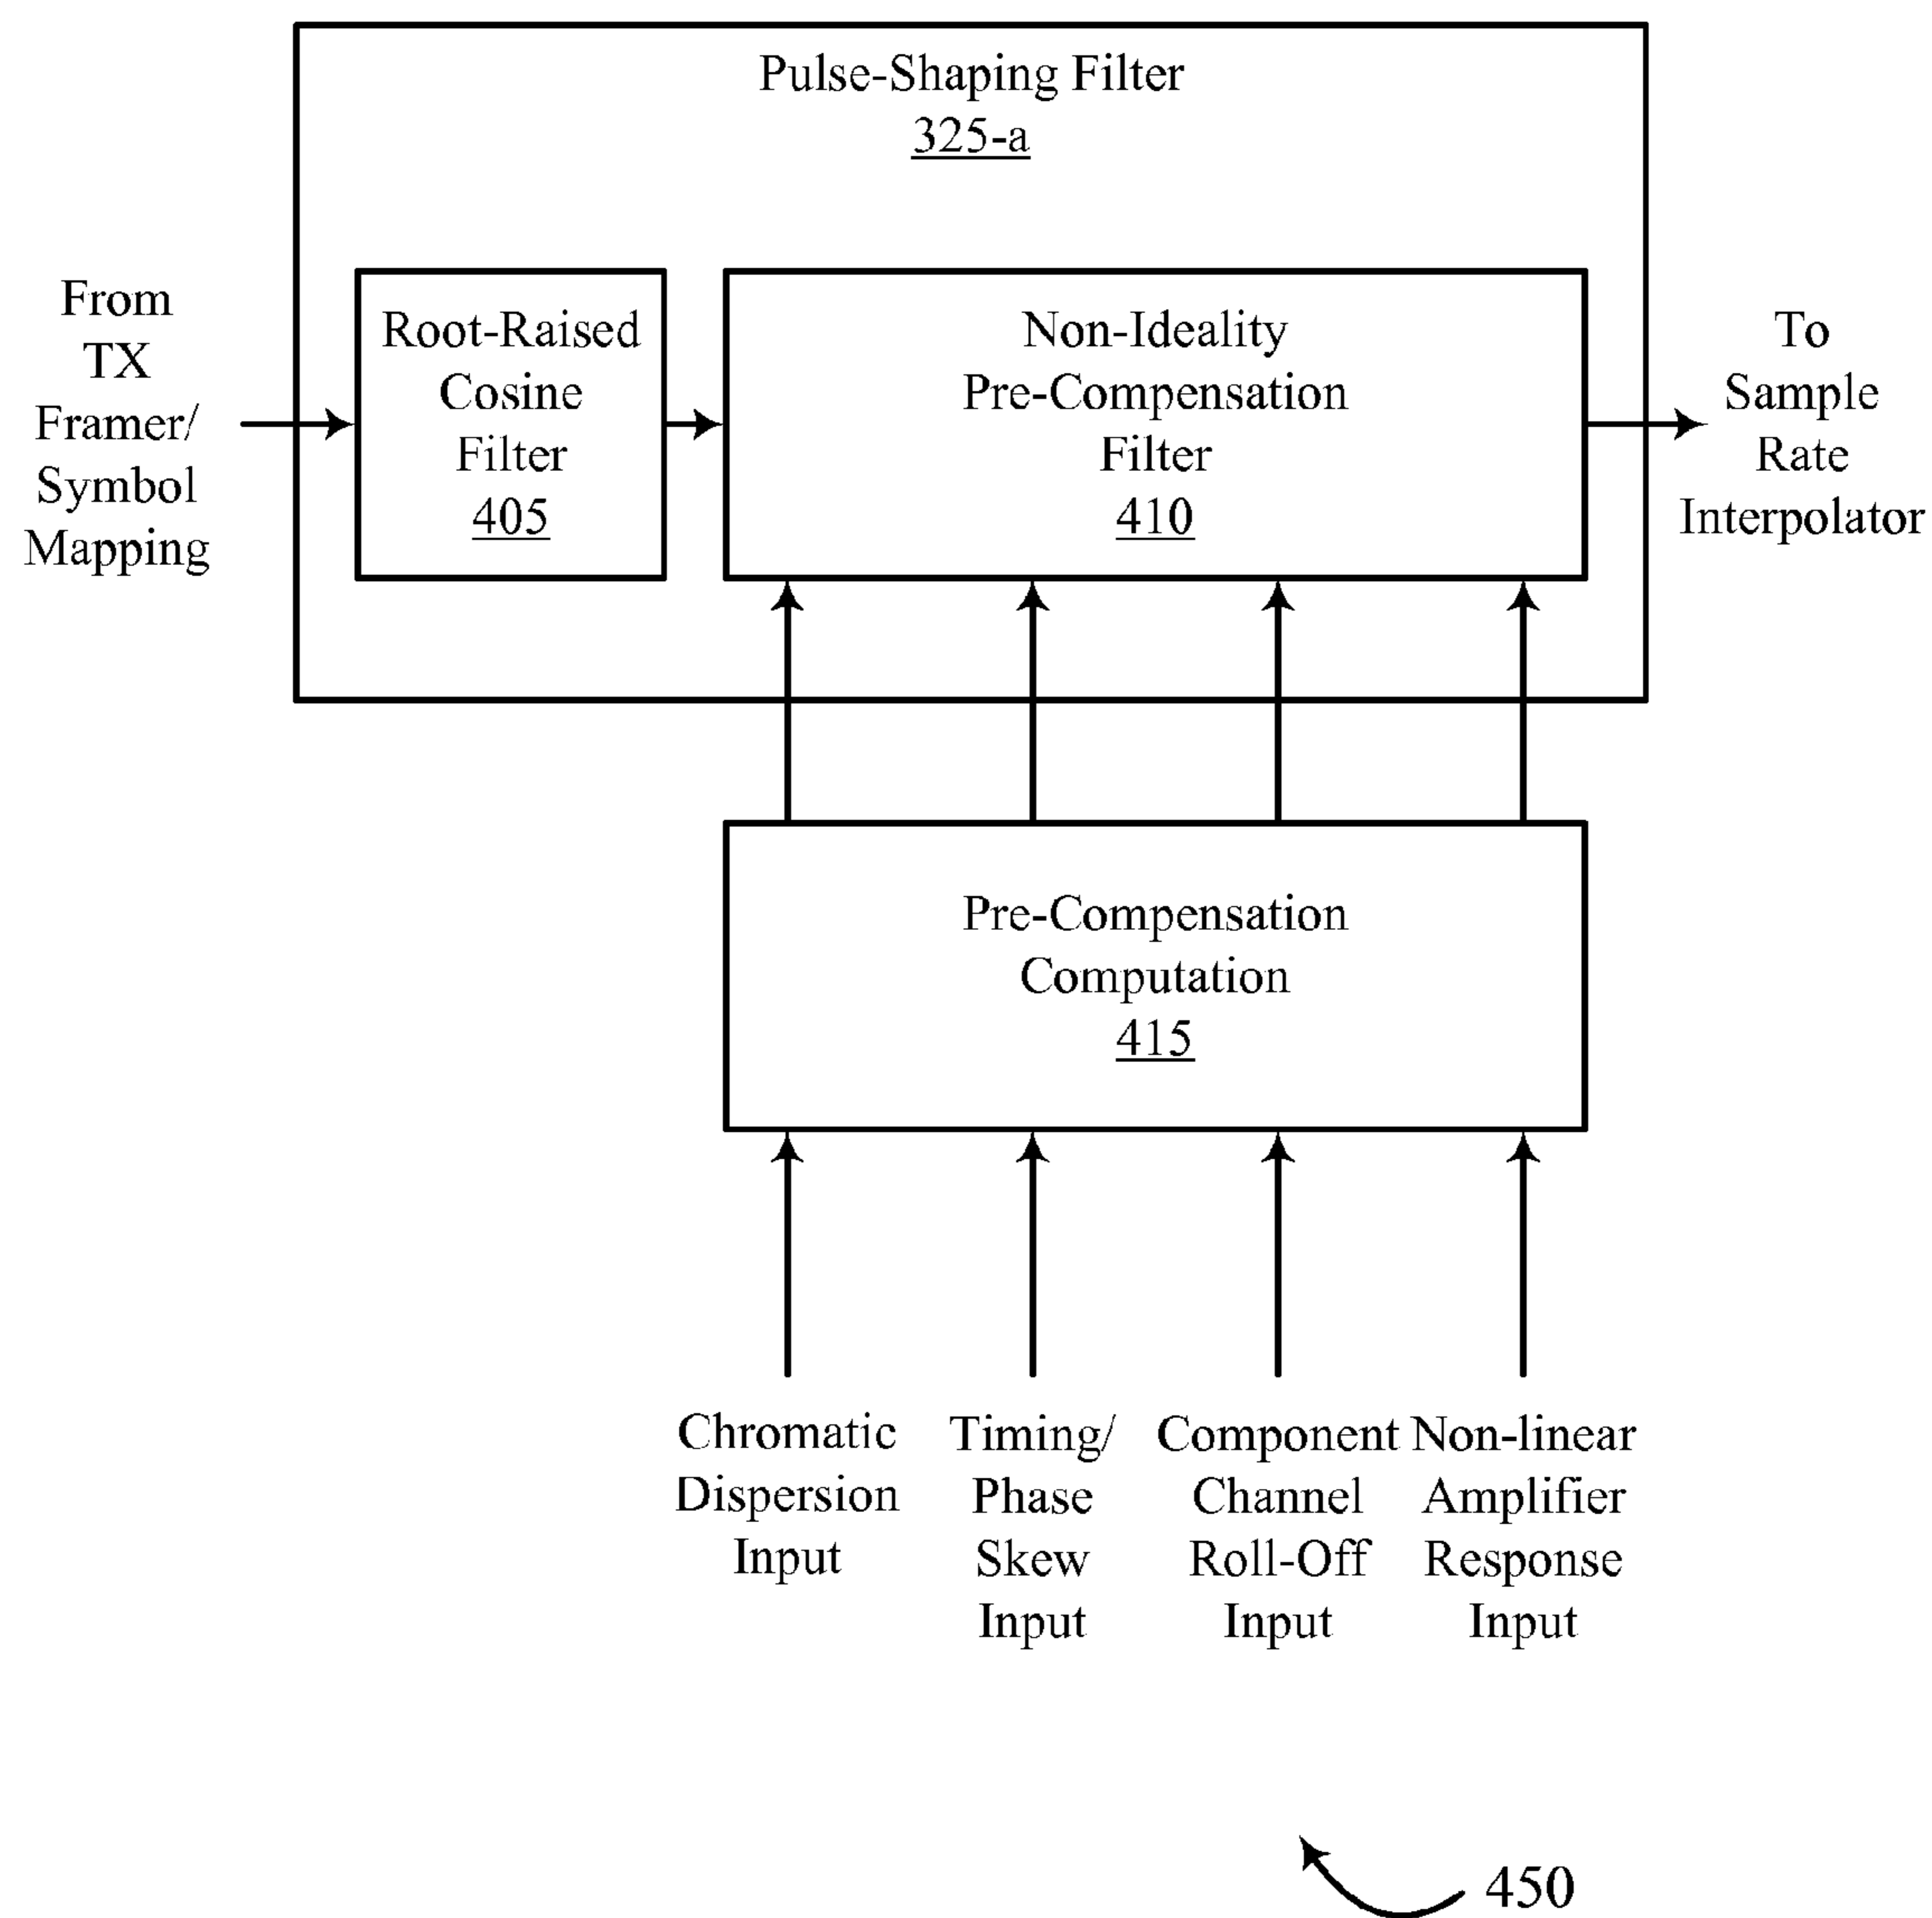 Pulse-Shaping Filter
325-a
From
TX
Framer/
Symbol
Mapping
Root-Raised
Cosine
Filter
405
Non-Ideality
Pre-Compensation
Filter
410
To
Sample
Rate
Interpolator
Pre-Compensation
Computation
415
Chromatic
Dispersion
Input
Timing/
Phase
Skew
Input
Component
Channel
Roll-Off
Input
Non-linear
Amplifier
Response
Input
450